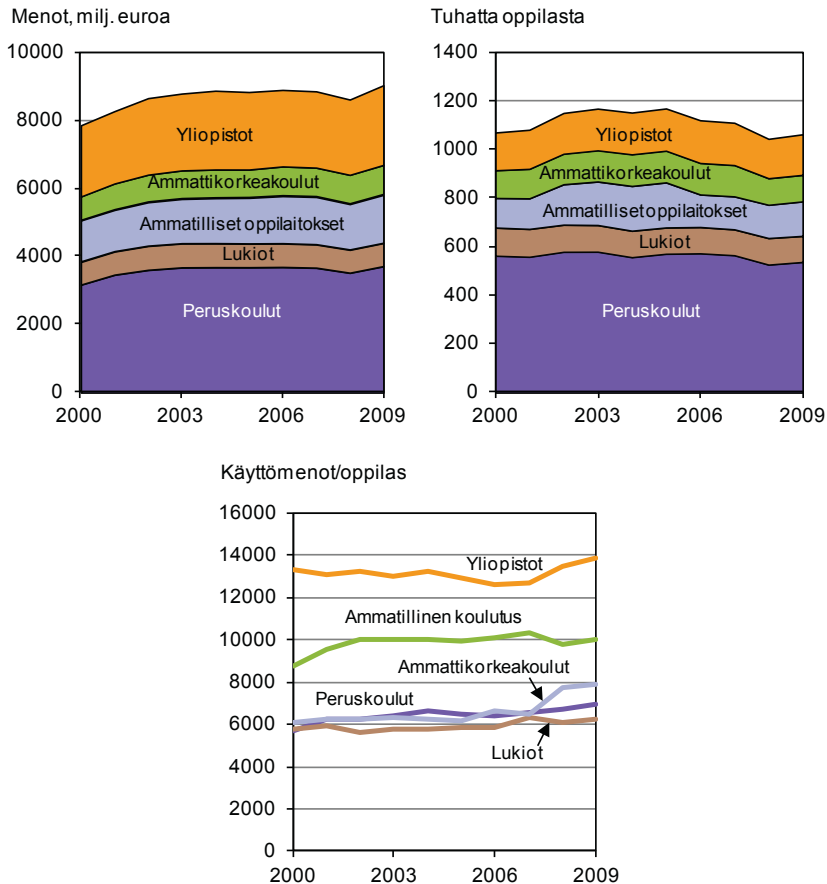 Menot, milj. euroa
10000
8000
6000
4000
2000
0
Yliopistot
Ammattikorkeakoulut
Ammatilliset oppilaitokset
Lukiot
Peruskoulut
2000 2003 2006 2009
Tuhatta oppilasta
1400
1200
1000
800
600
400
200
0
Yliopistot
Ammattikorkeakoulut
Ammatilliset oppilaitokset
Lukiot
Peruskoulut
2000 2003 2006 2009
Käyttömenot/oppilas
16000
14000
12000
10000
8000
6000
4000
2000
0
Yliopistot
Ammatillinen koulutus
Ammattikorkeakoulut
Peruskoulut
Lukiot
2000 2003 2006 2009